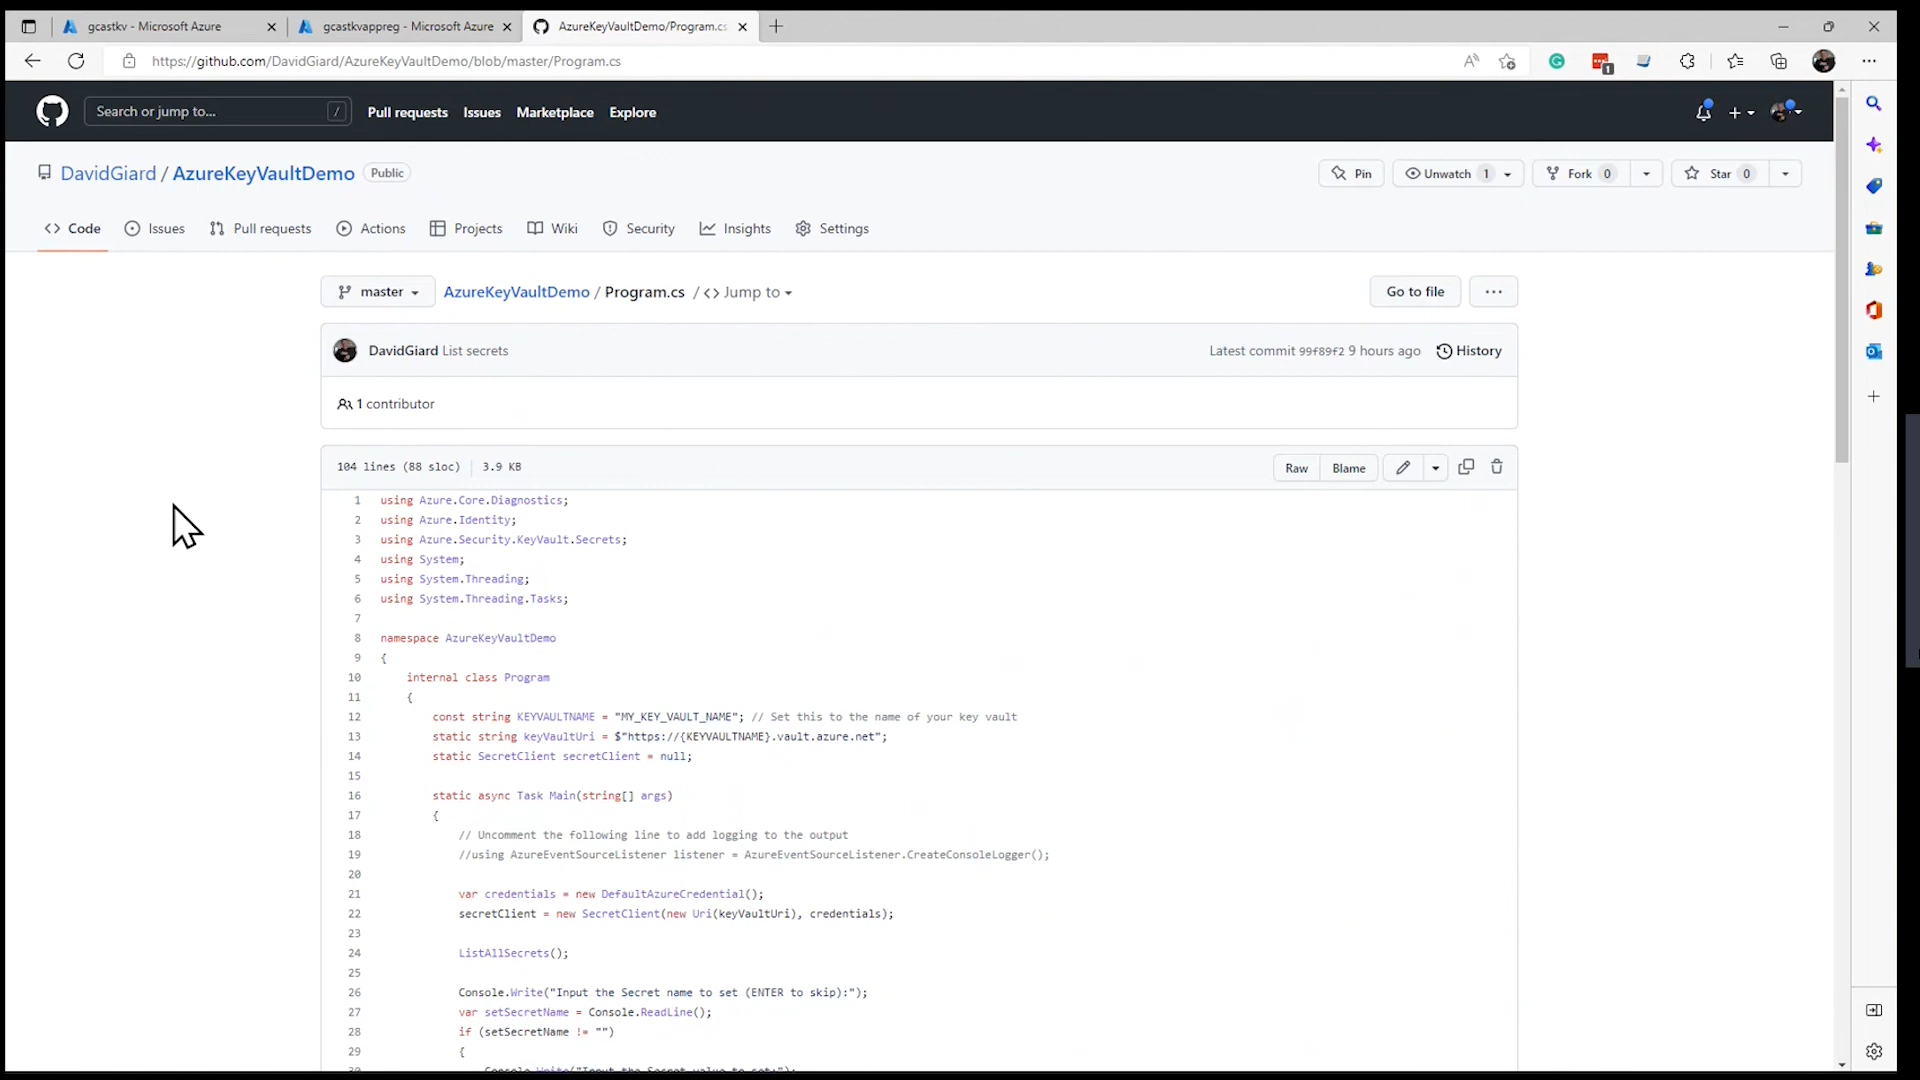 gcastkv - Microsoft Azure
gcastkvappreg - Microsoft Azure
AzureKeyVaultDemo/Program.cs
https://github.com/DavidGiard/AzureKeyVaultDemo/blob/master/Program.cs
1
Search or jump to...
/
Pull requests
Issues
Marketplace
Explore
DavidGiard / AzureKeyVaultDemo
Public
Pin
Unwatch 1
Fork 0
Star 0
Code
Issues
Pull requests
Actions
Projects
Wiki
Security
Insights
Settings
master
AzureKeyVaultDemo / Program.cs / <> Jump to
Go to file
...
DavidGiard List secrets
Latest commit 99f89f2 9 hours ago
History
1 contributor
104 lines (88 sloc)
3.9 KB
Raw
Blame
1 using Azure.Core.Diagnostics;
2 using Azure.Identity;
3 using Azure.Security.KeyVault.Secrets;
4 using System;
5 using System.Threading;
6 using System.Threading.Tasks;
7
8 namespace AzureKeyVaultDemo
9 {
10 internal class Program
11 {
12 const string KEYVAULTNAME = "MY_KEY_VAULT_NAME"; // Set this to the name of your key vault
13 static string keyVaultUri = $"https://{KEYVAULTNAME}.vault.azure.net";
14 static SecretClient secretClient = null;
15
16 static async Task Main(string[] args)
17 {
18 // Uncomment the following line to add logging to the output
19 //using AzureEventSourceListener listener = AzureEventSourceListener.CreateConsoleLogger();
20
21 var credentials = new DefaultAzureCredential();
22 secretClient = new SecretClient(new Uri(keyVaultUri), credentials);
23
24 ListAllSecrets();
25
26 Console.Write("Input the Secret name to set (ENTER to skip):");
27 var setSecretName = Console.ReadLine();
28 if (setSecretName != "")
29 {
30 Console.Write("Input the Secret value to set:");